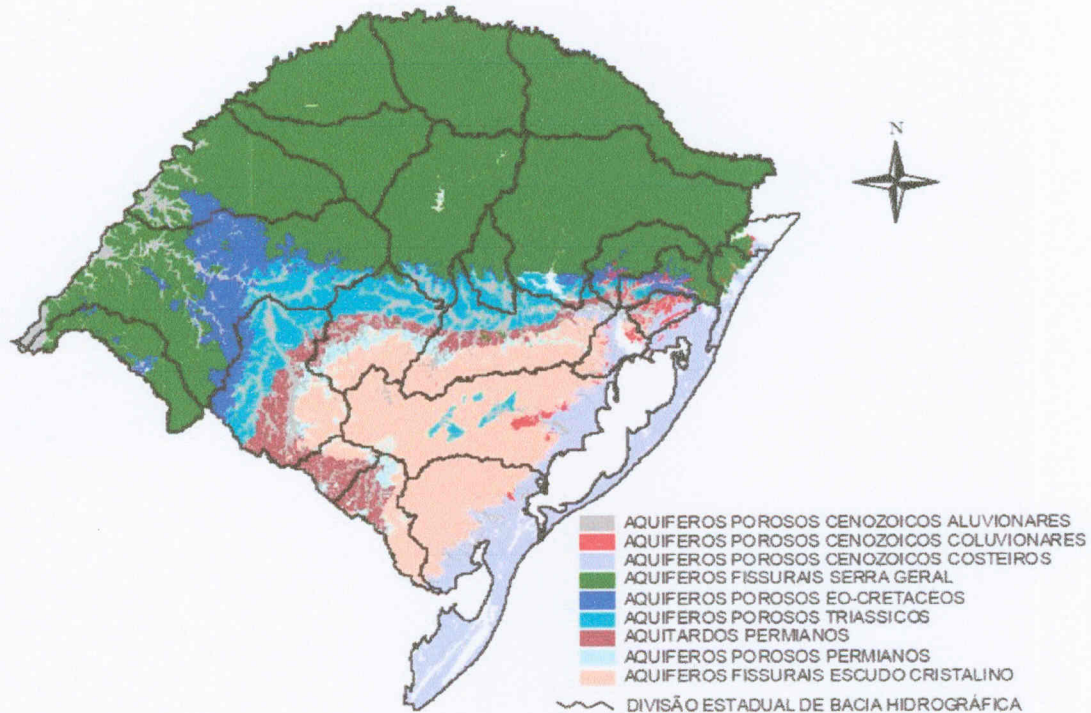 N
AQUIFEROS POROSOS CENOZOICOS ALUVIONARES
AQUIFEROS POROSOS CENOZOICOS COLUVIONARES
AQUIFEROS POROSOS CENOZOICOS COSTEIROS
AQUIFEROS FISSURAIS SERRA GERAL
AQUIFEROS POROSOS EO-CRETACEOS
AQUIFEROS POROSOS TRIASSICOS
AQUITARDOS PERMIANOS
AQUIFEROS POROSOS PERMIANOS
AQUIFEROS FISSURAIS ESCUDO CRISTALINO
DIVISÃO ESTADUAL DE BACIA HIDROGRÁFICA